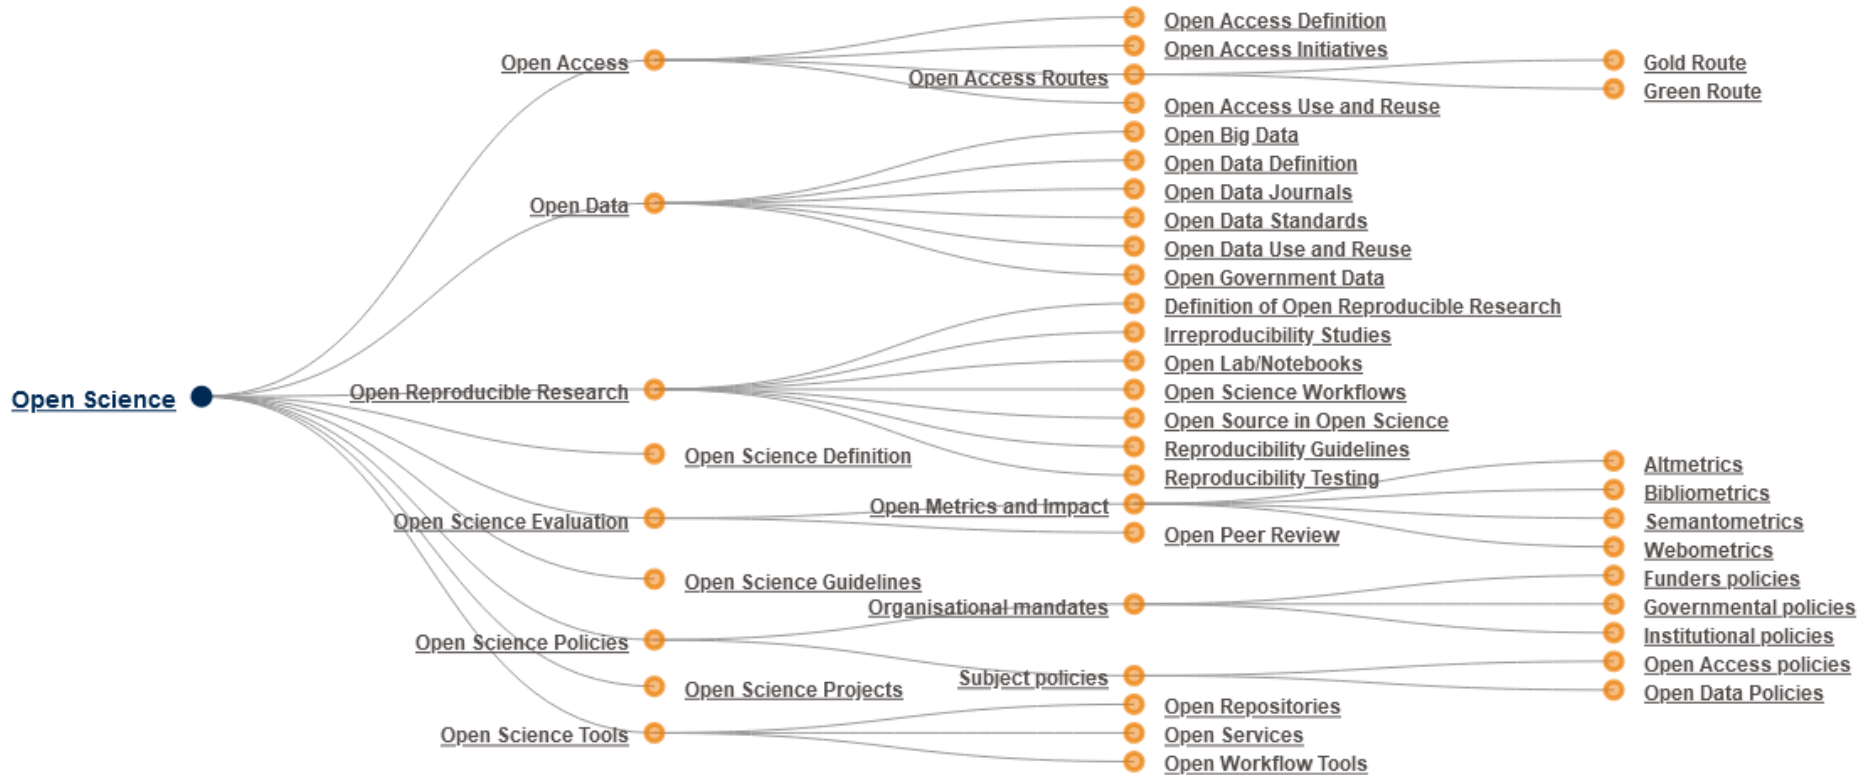 Open Science
Open Access
Open Access Definition
Open Access Initiatives
Open Access Routes
Gold Route
Green Route
Open Access Use and Reuse
Open Data
Open Big Data
Open Data Definition
Open Data Journals
Open Data Standards
Open Data Use and Reuse
Open Government Data
Open Reproducible Research
Definition of Open Reproducible Research
Irreproducibility Studies
Open Lab/Notebooks
Open Science Workflows
Open Source in Open Science
Reproducibility Guidelines
Reproducibility Testing
Open Science Definition
Open Science Evaluation
Open Metrics and Impact
Altmetrics
Bibliometrics
Semantometrics
Webometrics
Open Peer Review
Open Science Guidelines
Open Science Policies
Organisational mandates
Funders policies
Governmental policies
Institutional policies
Subject policies
Open Access policies
Open Data Policies
Open Science Projects
Open Science Tools
Open Repositories
Open Services
Open Workflow Tools